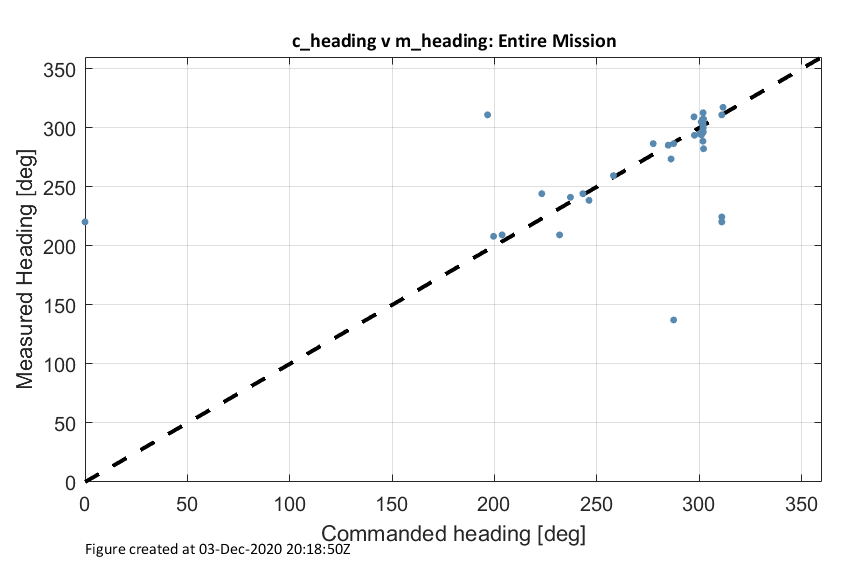 c_heading v m_heading: Entire Mission
350
300
250
200
150
100
50
0
Measured Heading [deg]
0 50 100 150 200 250 300 350
Commanded heading [deg]
Figure created at 03-Dec-2020 20:18:50Z